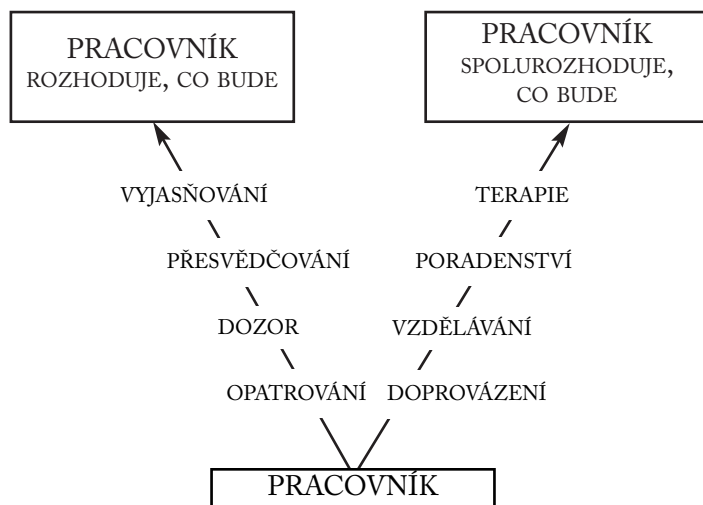 PRACOVNÍK
ROZHODUJE, CO BUDE
PRACOVNÍK
SPOLUROZHODUJE,
CO BUDE
VYJASŇOVÁNÍ
TERAPIE
PŘESVĚDČOVÁNÍ
PORADENSTVÍ
DOZOR
VZDĚLÁVÁNÍ
OPATROVÁNÍ
DOPROVÁZENÍ
PRACOVNÍK